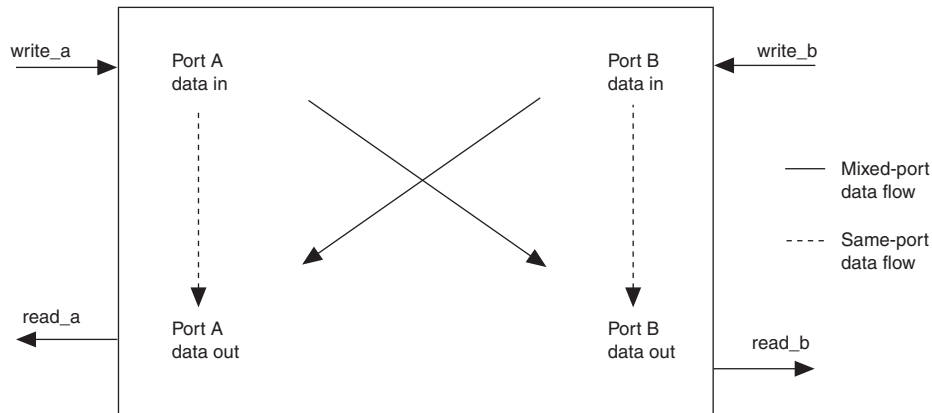 write_a
Port A
data in
Port B
data in
write_b
Mixed-port
data flow
Same-port
data flow
read_a
Port A
data out
Port B
data out
read_b